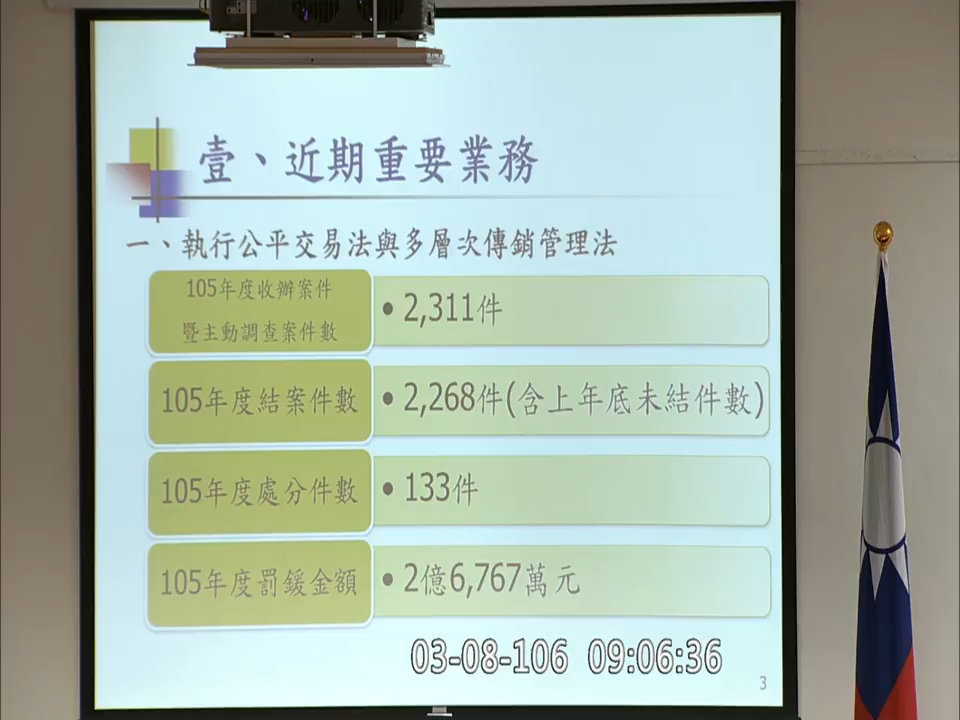 壹、近期重要業務
一、執行公平交易法與多層次傳銷管理法
105年度收辦案件
暨主動調查案件數
•2,311件
105年度結案件數
•2,268件(含上年底未結件數)
105年度處分件數
•133件
105年度罰鍰金額
•2億6,767萬元
03-08-106 09:06:36
3